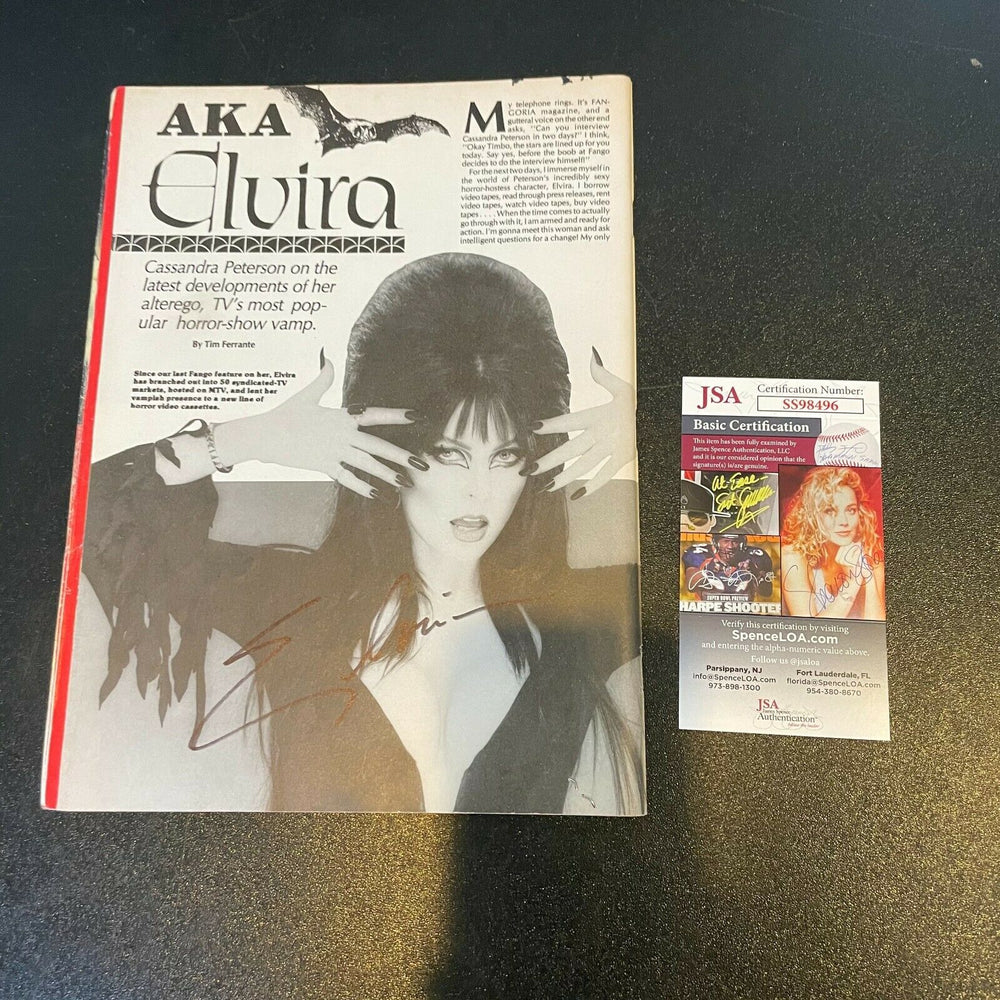 AKA
Elvira
Cassandra Peterson on the
latest developments of her
alterego, TV's most pop-
ular horror-show vamp.
By Tim Ferrante
Since our last Fango feature on her, Elvira
has branched out into 50 syndicated-TV
markets, hosted on MTV, and lent her
vampish presence to a new line of
horror video cassettes.
My telephone rings. It's FAN-
GORIA magazine, and a
gutteral voice on the other end
asks, "Can you interview
Cassandra Peterson in two days?" I think,
"Okay Timbo, the stars are lined up for you
today. Say yes, before the boob at Fango
decides to do the interview himself!"
For the next two days, I immerse myself in
the world of Peterson's incredibly sexy
horror-hostess character, Elvira. I borrow
video tapes, read through press releases, rent
video tapes, watch video tapes, buy video
tapes . . . . When the time comes to actually
go through with it, I am armed and ready for
action. I'm gonna meet this woman and ask
intelligent questions for a change! My only
Elvira
JSA
Certification Number:
SS98496
Basic Certification
This item has been fully examined by
James Spence Authentication, LLC
and it is our considered opinion that the
signature(s) is/are genuine.
At Ease -
SUPER BOWL PREVIEW
HARPE SHOOTER
Verify this certification by visiting
SpenceLOA.com
and entering the alpha-numeric value above.
Follow us @jsaloa
Parsippany, NJ
info@SpenceLOA.com
973-898-1300
Fort Lauderdale, FL
florida@SpenceLOA.com
954-380-8670
JSA
James Spence
Authentication